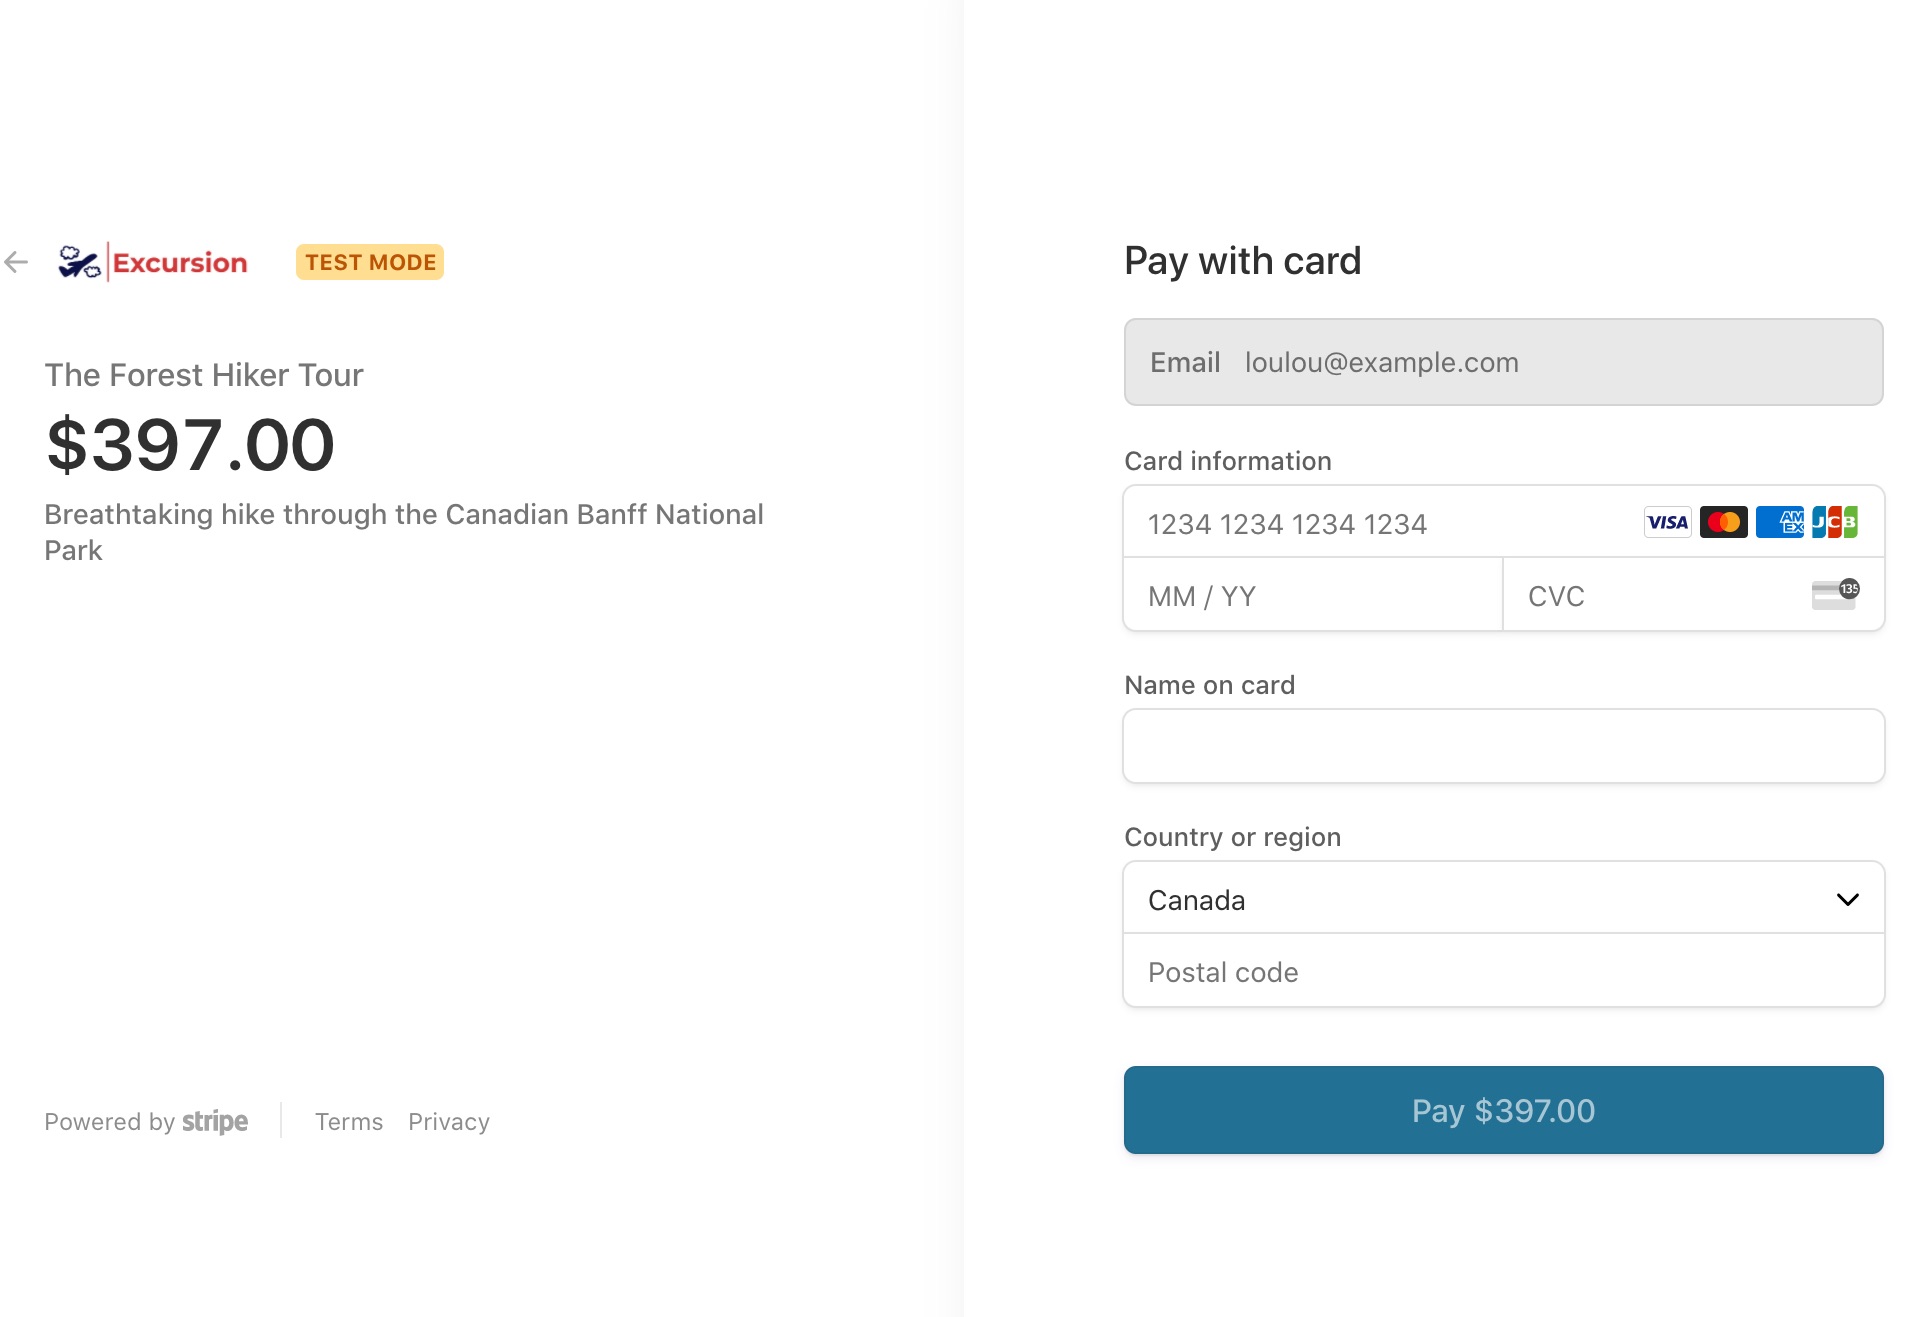 Excursion
TEST MODE
The Forest Hiker Tour
$397.00
Breathtaking hike through the Canadian Banff National
Park
Powered by stripe
Terms
Privacy
Pay with card
Email loulou@example.com
Card information
1234 1234 1234 1234
VISA
AM
EX
JCB
MM / YY
CVC
135
Name on card
Country or region
Canada
Postal code
Pay $397.00